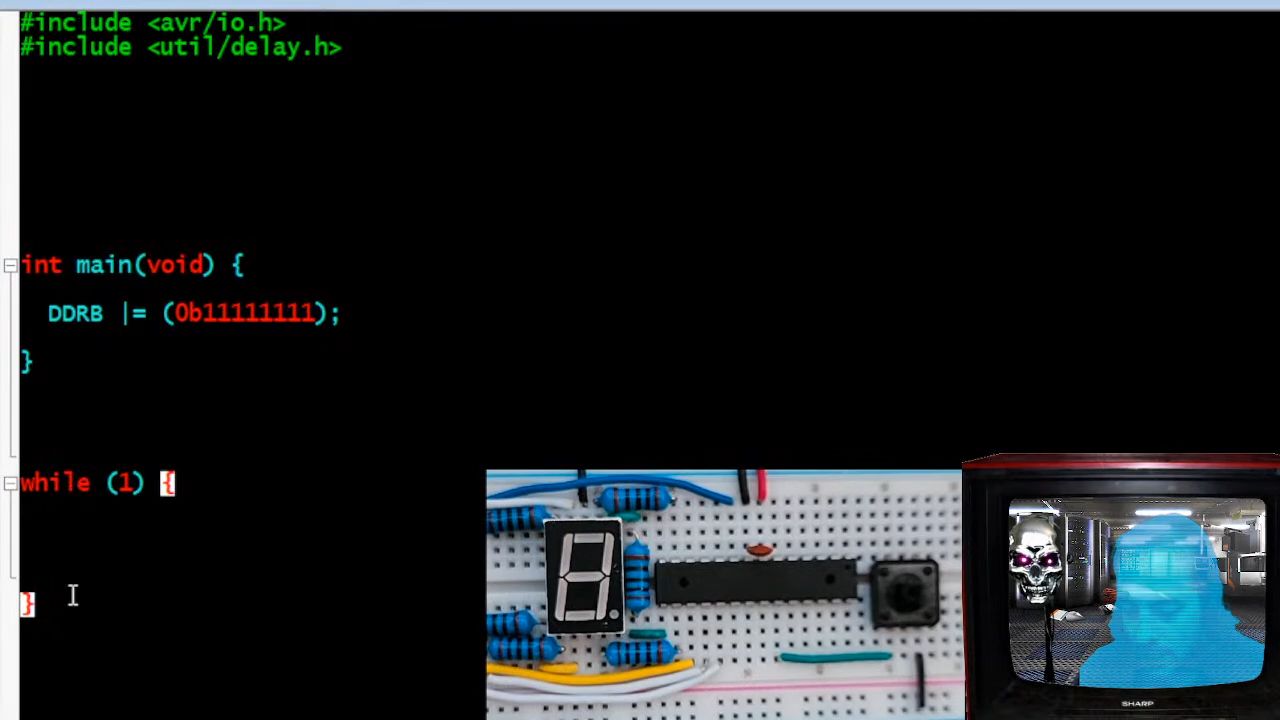 #include <avr/io.h>
#include <util/delay.h>
int main(void) {
DDRB |= (0b11111111);
}
while (1) {
}
SHARP